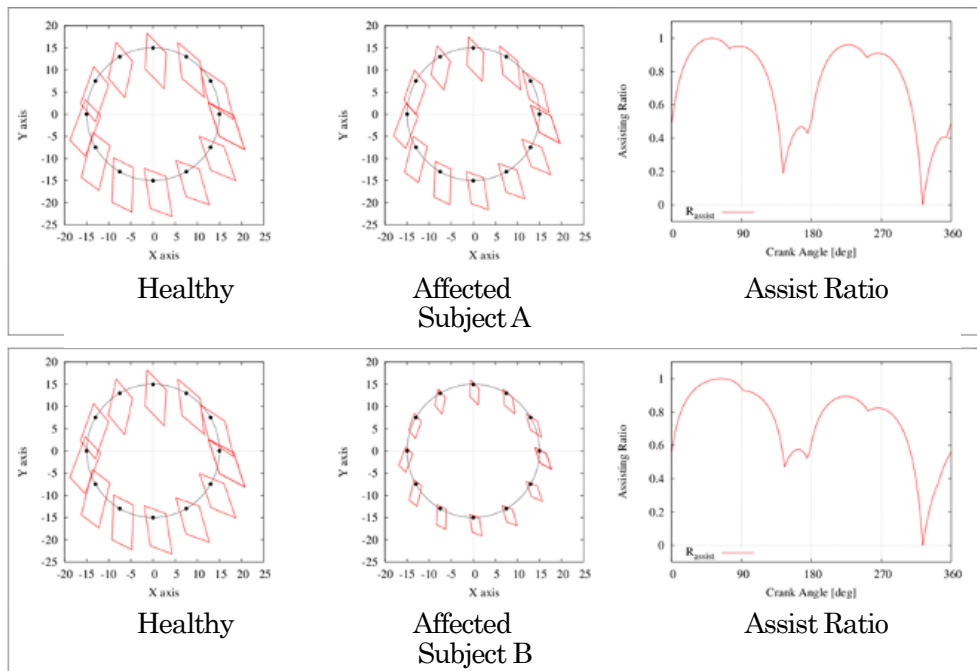 20
15
10
5
0
-5
-10
-15
-20
-25
Y axis
-20 -15 -10 -5 0 5 10 15 20 25
X axis
Healthy
20
15
10
5
0
-5
-10
-15
-20
-25
Y axis
-20 -15 -10 -5 0 5 10 15 20 25
X axis
Affected
Subject A
1
0.8
0.6
0.4
0.2
0
Assisting Ratio
Rassist
0 90 180 270 360
Crank Angle [deg]
Assist Ratio
20
15
10
5
0
-5
-10
-15
-20
-25
Y axis
-20 -15 -10 -5 0 5 10 15 20 25
X axis
Healthy
20
15
10
5
0
-5
-10
-15
-20
-25
Y axis
-20 -15 -10 -5 0 5 10 15 20 25
X axis
Affected
Subject B
1
0.8
0.6
0.4
0.2
0
Assisting Ratio
Rassist
0 90 180 270 360
Crank Angle [deg]
Assist Ratio